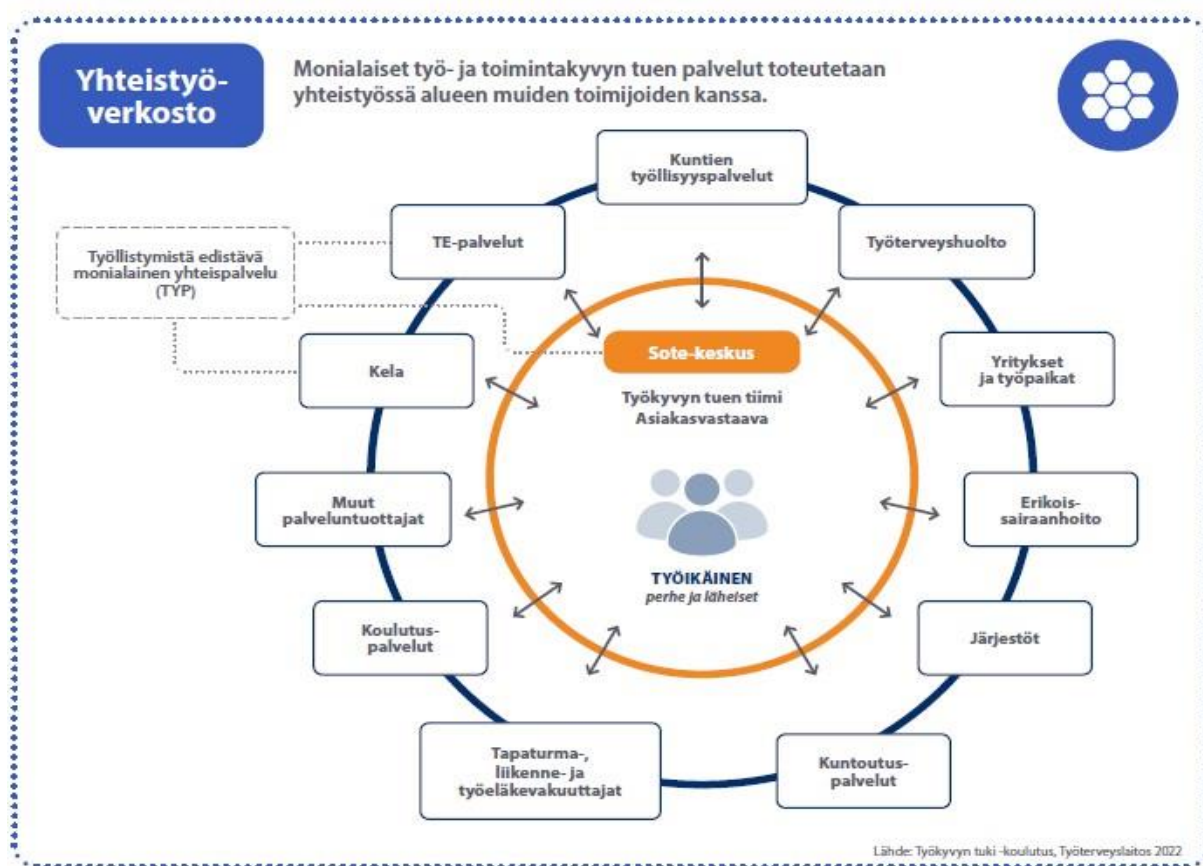 Yhteistyö-
verkosto
Monialaiset työ- ja toimintakyvyn tuen palvelut toteutetaan
yhteistyössä alueen muiden toimijoiden kanssa.
Kuntien
työllisyyspalvelut
TE-palvelut
Työterveyshuolto
Työllistymistä edistävä
monialainen yhteispalvelu
(TYP)
Sote-keskus
Kela
Yritykset
ja työpaikat
Työkyvyn tuen tiimi
Asiakasvastaava
Muut
palveluntuottajat
Erikois-
sairaanhoito
TYÖIKÄINEN
perhe ja läheiset
Koulutus-
palvelut
Järjestöt
Tapaturma-,
liikenne- ja
työeläkevakuuttajat
Kuntoutus-
palvelut
Lähde: Työkyvyn tuki -koulutus, Työterveyslaitos 2022